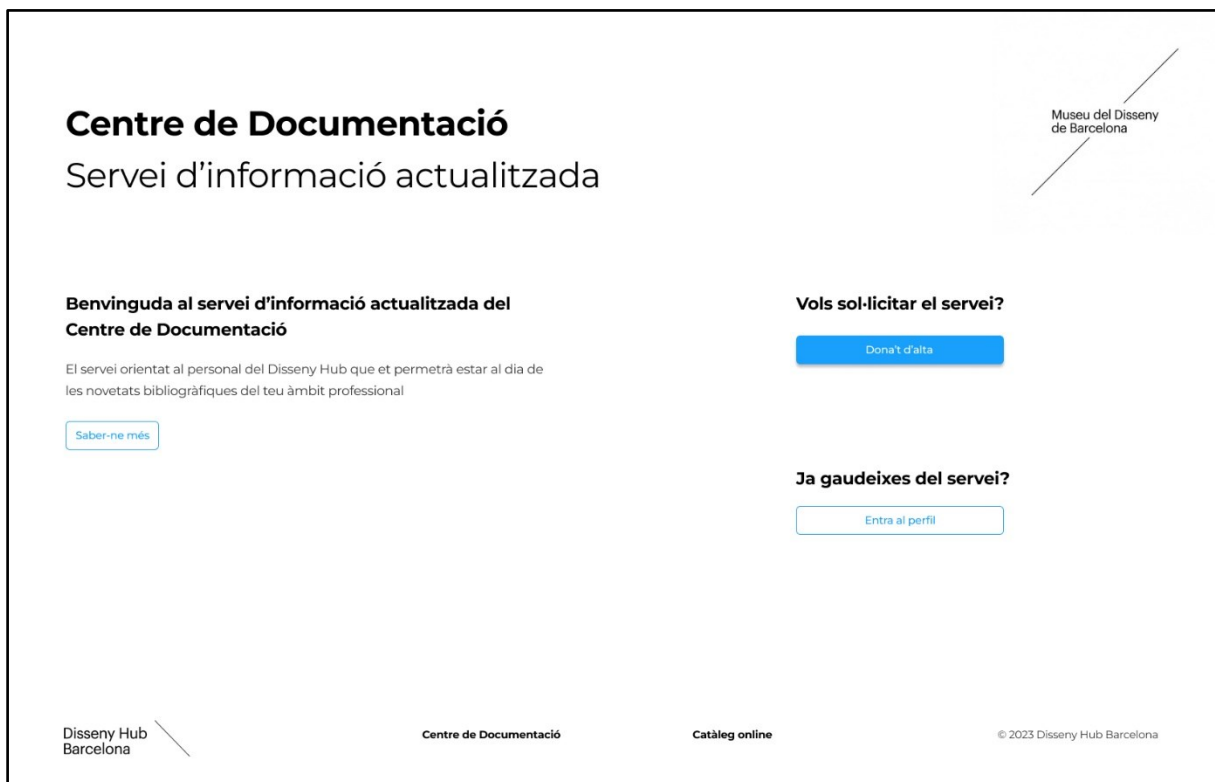 Centre de Documentació
Servei d’informació actualitzada
Museu del Disseny
de Barcelona
Benvinguda al servei d’informació actualitzada del
Centre de Documentació
El servei orientat al personal del Disseny Hub que et permetrà estar al dia de
les novetats bibliogràfiques del teu àmbit professional
Saber-ne més
Vols sol·licitar el servei?
Dona’t d’alta
Ja gaudeixes del servei?
Entra al perfil
Disseny Hub
Barcelona
Centre de Documentació
Catàleg online
© 2023 Disseny Hub Barcelona